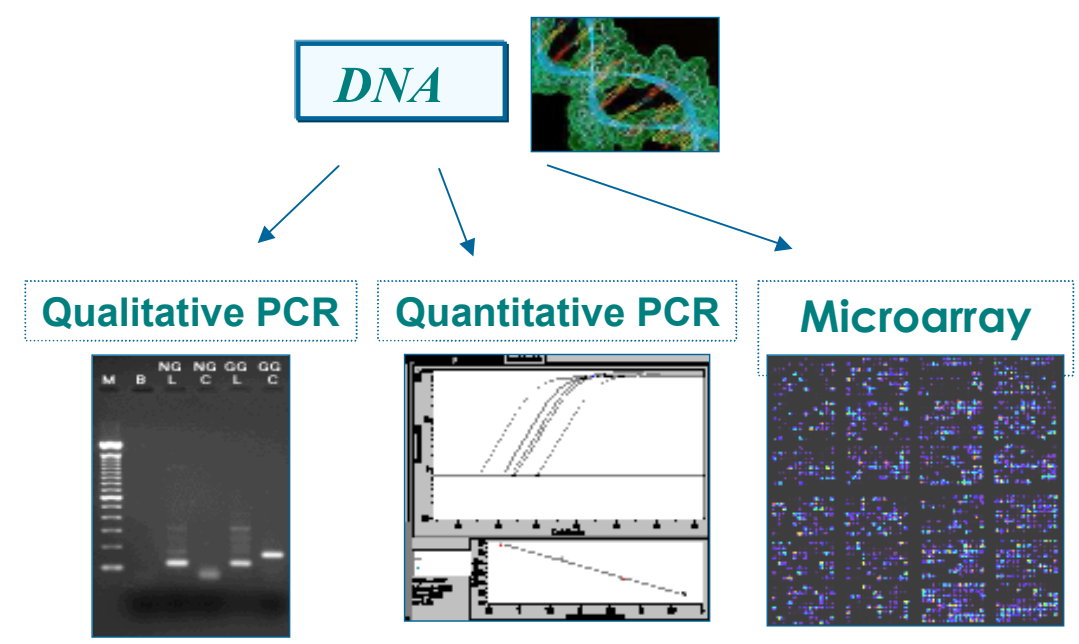 DNA
Qualitative PCR
Quantitative PCR
Microarray
NG NG GG GG
M B L C L C